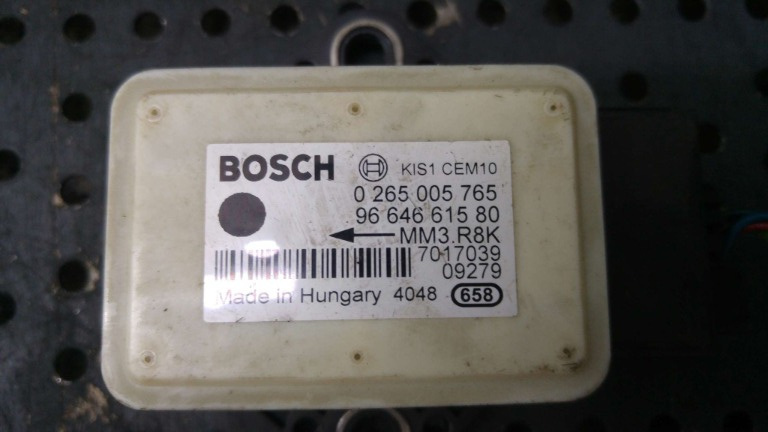 BOSCH KIS1 CEM10
0 265 005 765
96 646 615 80
MM3.R8K
7017039
09279
Made in Hungary 4048 658